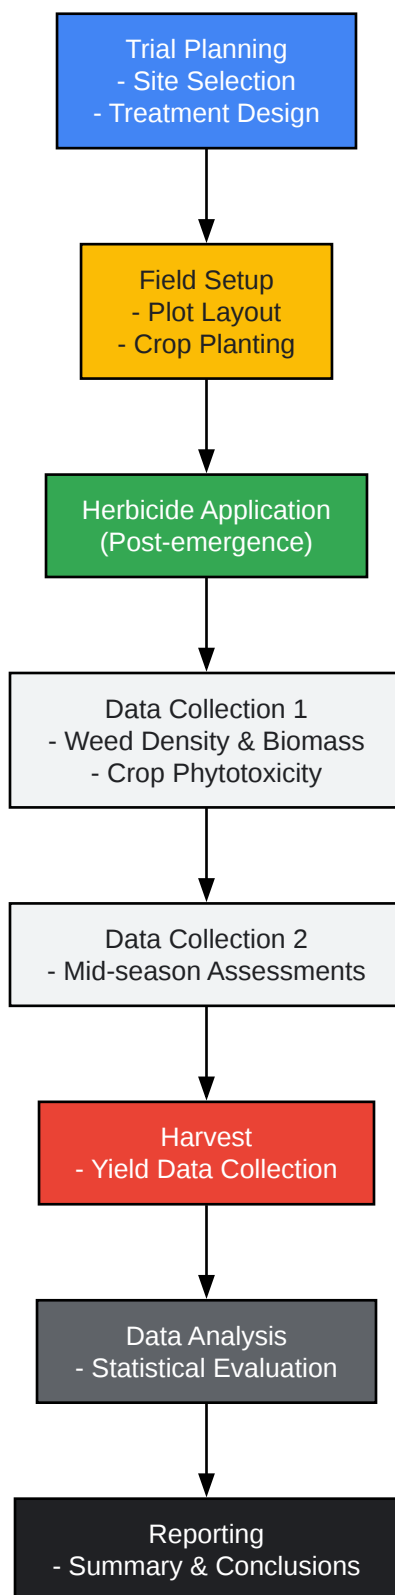 Trial Planning
- Site Selection
- Treatment Design
Field Setup
- Plot Layout
- Crop Planting
Herbicide Application
(Post-emergence)
Data Collection 1
- Weed Density & Biomass
- Crop Phytotoxicity
Data Collection 2
- Mid-season Assessments
Harvest
- Yield Data Collection
Data Analysis
- Statistical Evaluation
Reporting
- Summary & Conclusions